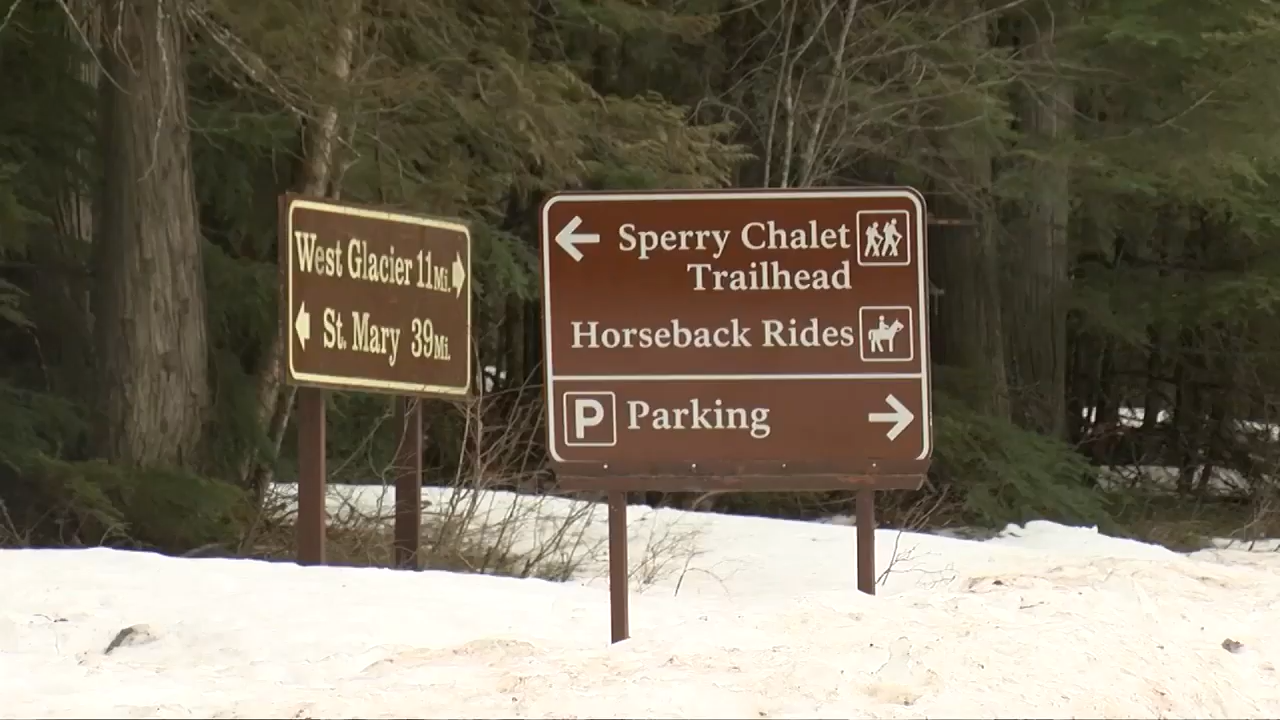 West Glacier 11Mi.
St. Mary 39Mi.
Sperry Chalet
Trailhead
Horseback Rides
P Parking